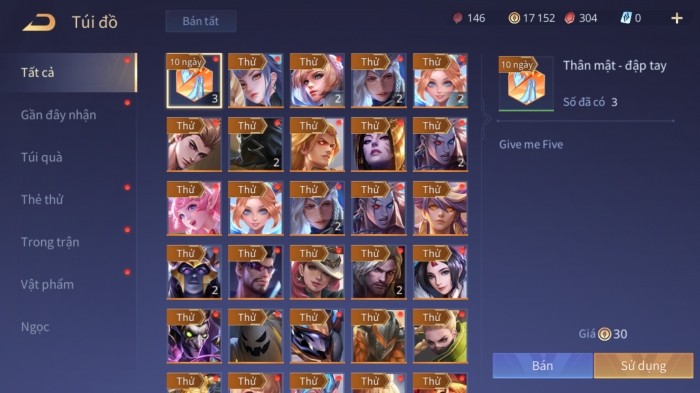 Túi đồ
Bán tất
146
17 152
304
0
Tất cả
Gần đây nhận
Túi quà
Thẻ thử
Trong trận
Vật phẩm
Ngọc
10 ngày
3
Thử
Thử
2
Thử
2
Thử
2
Thử
Thử
2
Thử
Thử
Thử
2
Thử
Thử
Thử
2
Thử
Thử
Thử
2
Thử
Thử
Thử
2
Thử
Thử
Thử
Thử
Thử
Thử
Thử
Thử
Thử
Thử
Thử
Thử
10 ngày
Thân mật - đập tay
Số đã có 3
Give me Five
Giá 30
Bán
Sử dụng